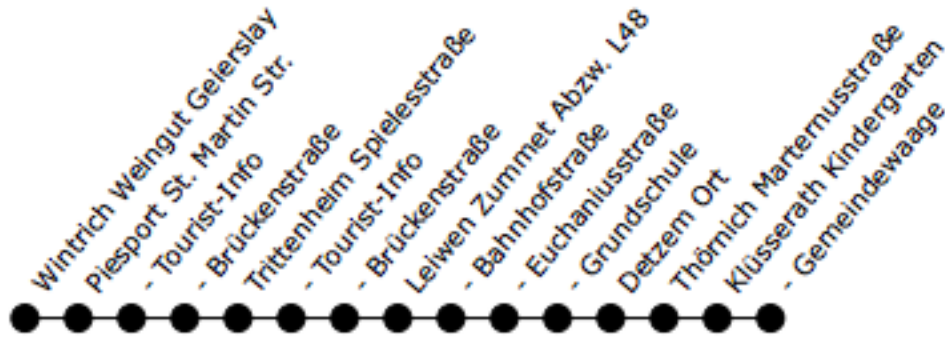 Wintrich Weingut Geierslay
Piesport St. Martin Str.
- Tourist-Info
- Brückenstraße
Trittenheim Spielesstraße
- Tourist-Info
- Brückenstraße
Leiwen Zummet Abzw. L48
- Bahnhofstraße
- Euchaniusstraße
- Grundschule
Detzem Ort
Thörnich Marternusstraße
Klüsserath Kindergarten
- Gemeindewaage